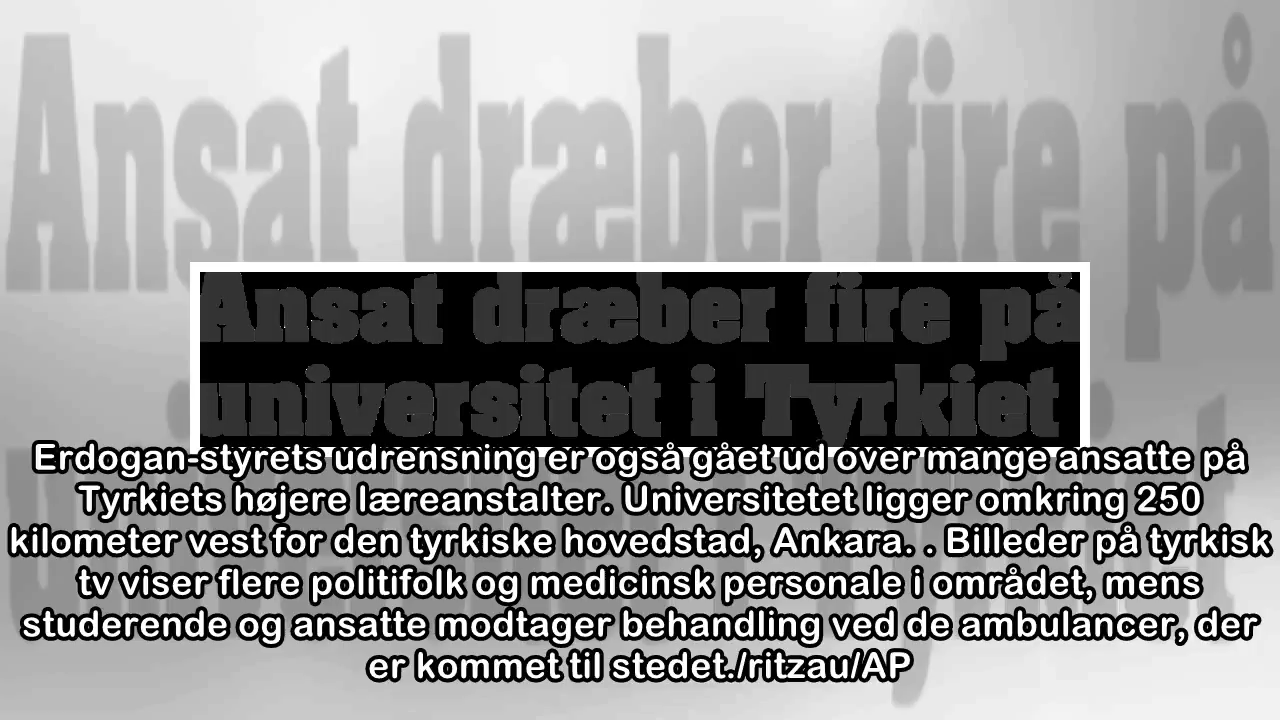 Ansat dræber fire på
Ansat dræber fire på
universitet i Tyrkiet
Erdogan-styrets udrensning er også gået ud over mange ansatte på
Tyrkiets højere læreanstalter. Universitetet ligger omkring 250
kilometer vest for den tyrkiske hovedstad, Ankara. . Billeder på tyrkisk
tv viser flere politifolk og medicinsk personale i området, mens
studerende og ansatte modtager behandling ved de ambulancer, der
er kommet til stedet./ritzau/AP